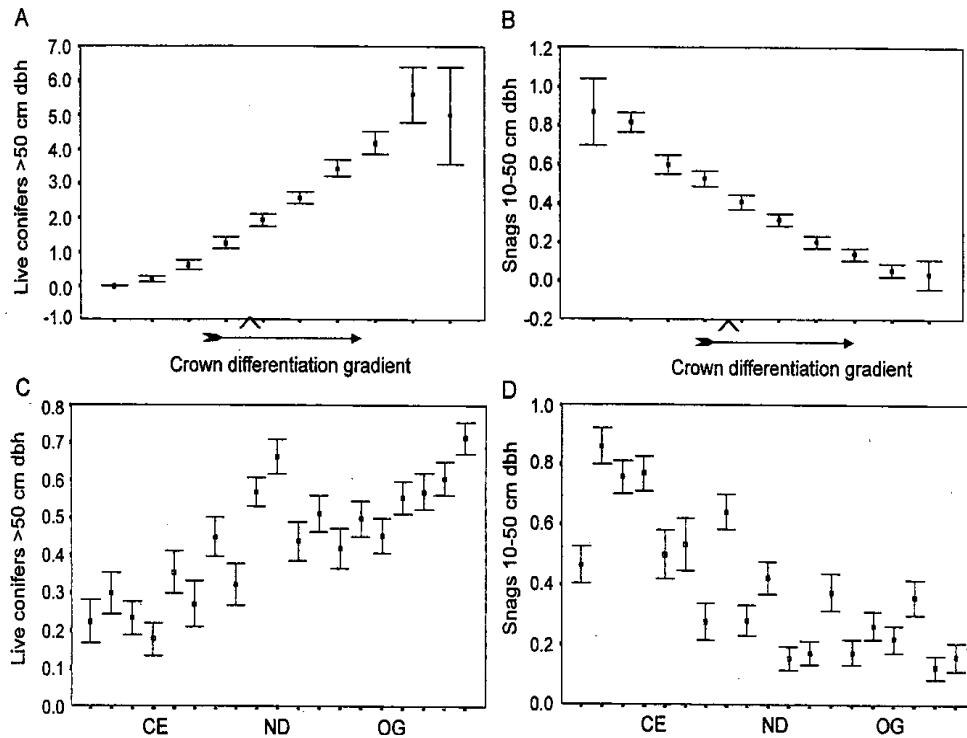 A
Live conifers >50 cm dbh
7.0
6.0
5.0
4.0
3.0
2.0
1.0
0.0
-1.0
Crown differentiation gradient
B
Snags 10-50 cm dbh
1.2
1.0
0.8
0.6
0.4
0.2
0.0
-0.2
Crown differentiation gradient
C
Live conifers >50 cm dbh
0.8
0.7
0.6
0.5
0.4
0.3
0.2
0.1
0.0
CE ND OG
D
Snags 10-50 cm dbh
1.0
0.8
0.6
0.4
0.2
0.0
CE ND OG